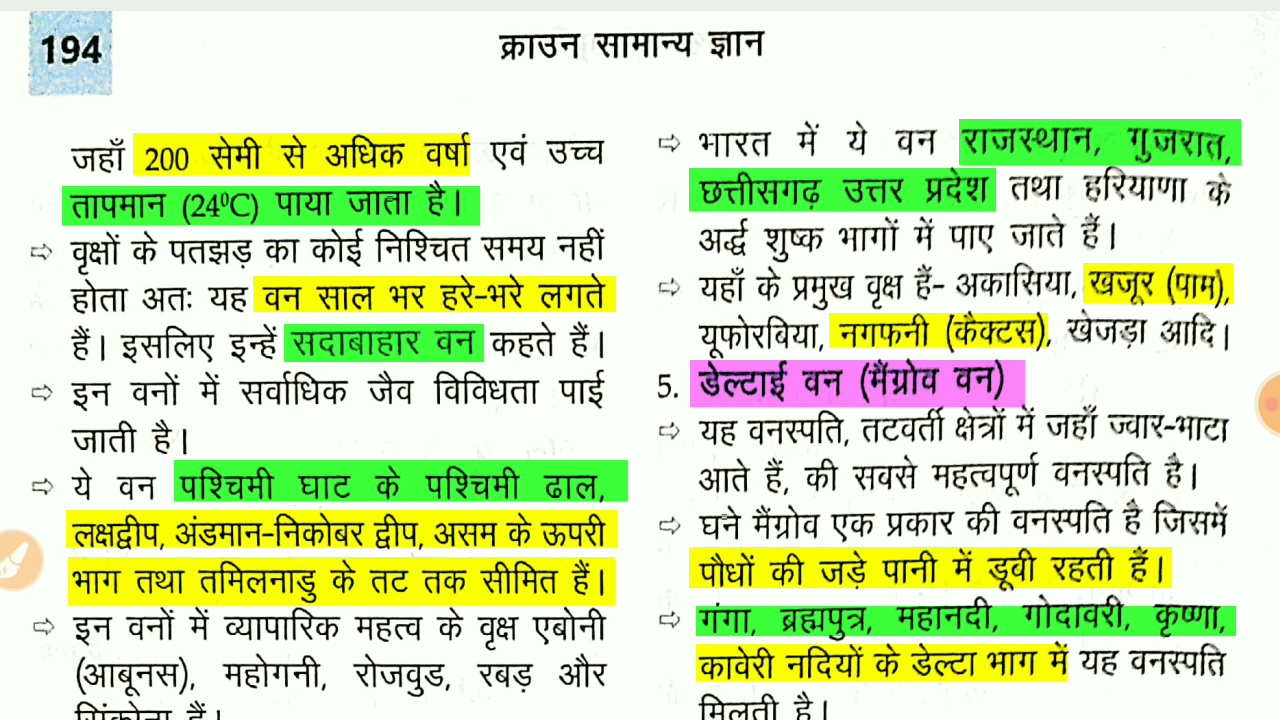 194
क्राउन सामान्य ज्ञान
जहाँ 200 सेमी से अधिक वर्षा एवं उच्च
तापमान (24⁰C) पाया जाता है।
⇨ वृक्षों के पतझड़ का कोई निश्चित समय नहीं
होता अतः यह वन साल भर हरे-भरे लगते
हैं। इसलिए इन्हें सदाबाहार वन कहते हैं।
⇨ इन वनों में सर्वाधिक जैव विविधता पाई
जाती है।
⇨ ये वन पश्चिमी घाट के पश्चिमी ढाल,
लक्षद्वीप, अंडमान-निकोबर द्वीप, असम के ऊपरी
भाग तथा तमिलनाडु के तट तक सीमित हैं।
⇨ इन वनों में व्यापारिक महत्व के वृक्ष एबोनी
(आबूनस), महोगनी, रोजवुड, रबड़ और
सिंकोना हैं।
⇨ भारत में ये वन राजस्थान, गुजरात,
छत्तीसगढ़ उत्तर प्रदेश तथा हरियाणा के
अर्द्ध शुष्क भागों में पाए जाते हैं।
⇨ यहाँ के प्रमुख वृक्ष हैं- अकासिया, खजूर (पाम),
यूफोरबिया, नगफनी (कैक्टस), खेजड़ा आदि।
5. डेल्टाई वन (मैंग्रोव वन)
⇨ यह वनस्पति, तटवर्ती क्षेत्रों में जहाँ ज्वार-भाटा
आते हैं, की सबसे महत्वपूर्ण वनस्पति है।
⇨ घने मैंग्रोव एक प्रकार की वनस्पति है जिसमें
पौधों की जड़े पानी में डूबी रहती हैं।
⇨ गंगा, ब्रह्मपुत्र, महानदी, गोदावरी, कृष्णा,
कावेरी नदियों के डेल्टा भाग में यह वनस्पति
मिलती है।